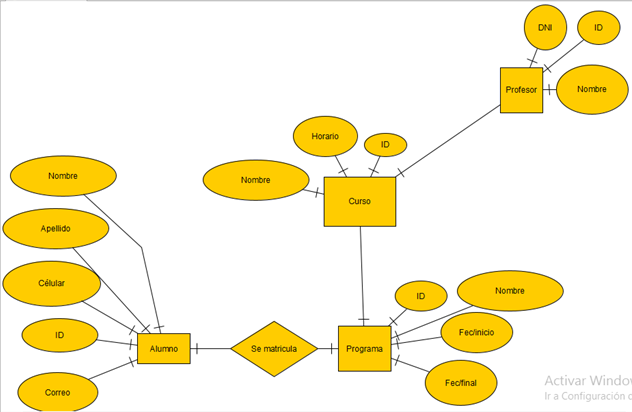 DNI
ID
Profesor
Nombre
Horario
ID
Nombre
Curso
Nombre
Apellido
Célular
ID
Correo
Alumno
Se matricula
Programa
ID
Nombre
Fec/inicio
Fec/final
Activar Window
Ir a Configuración d